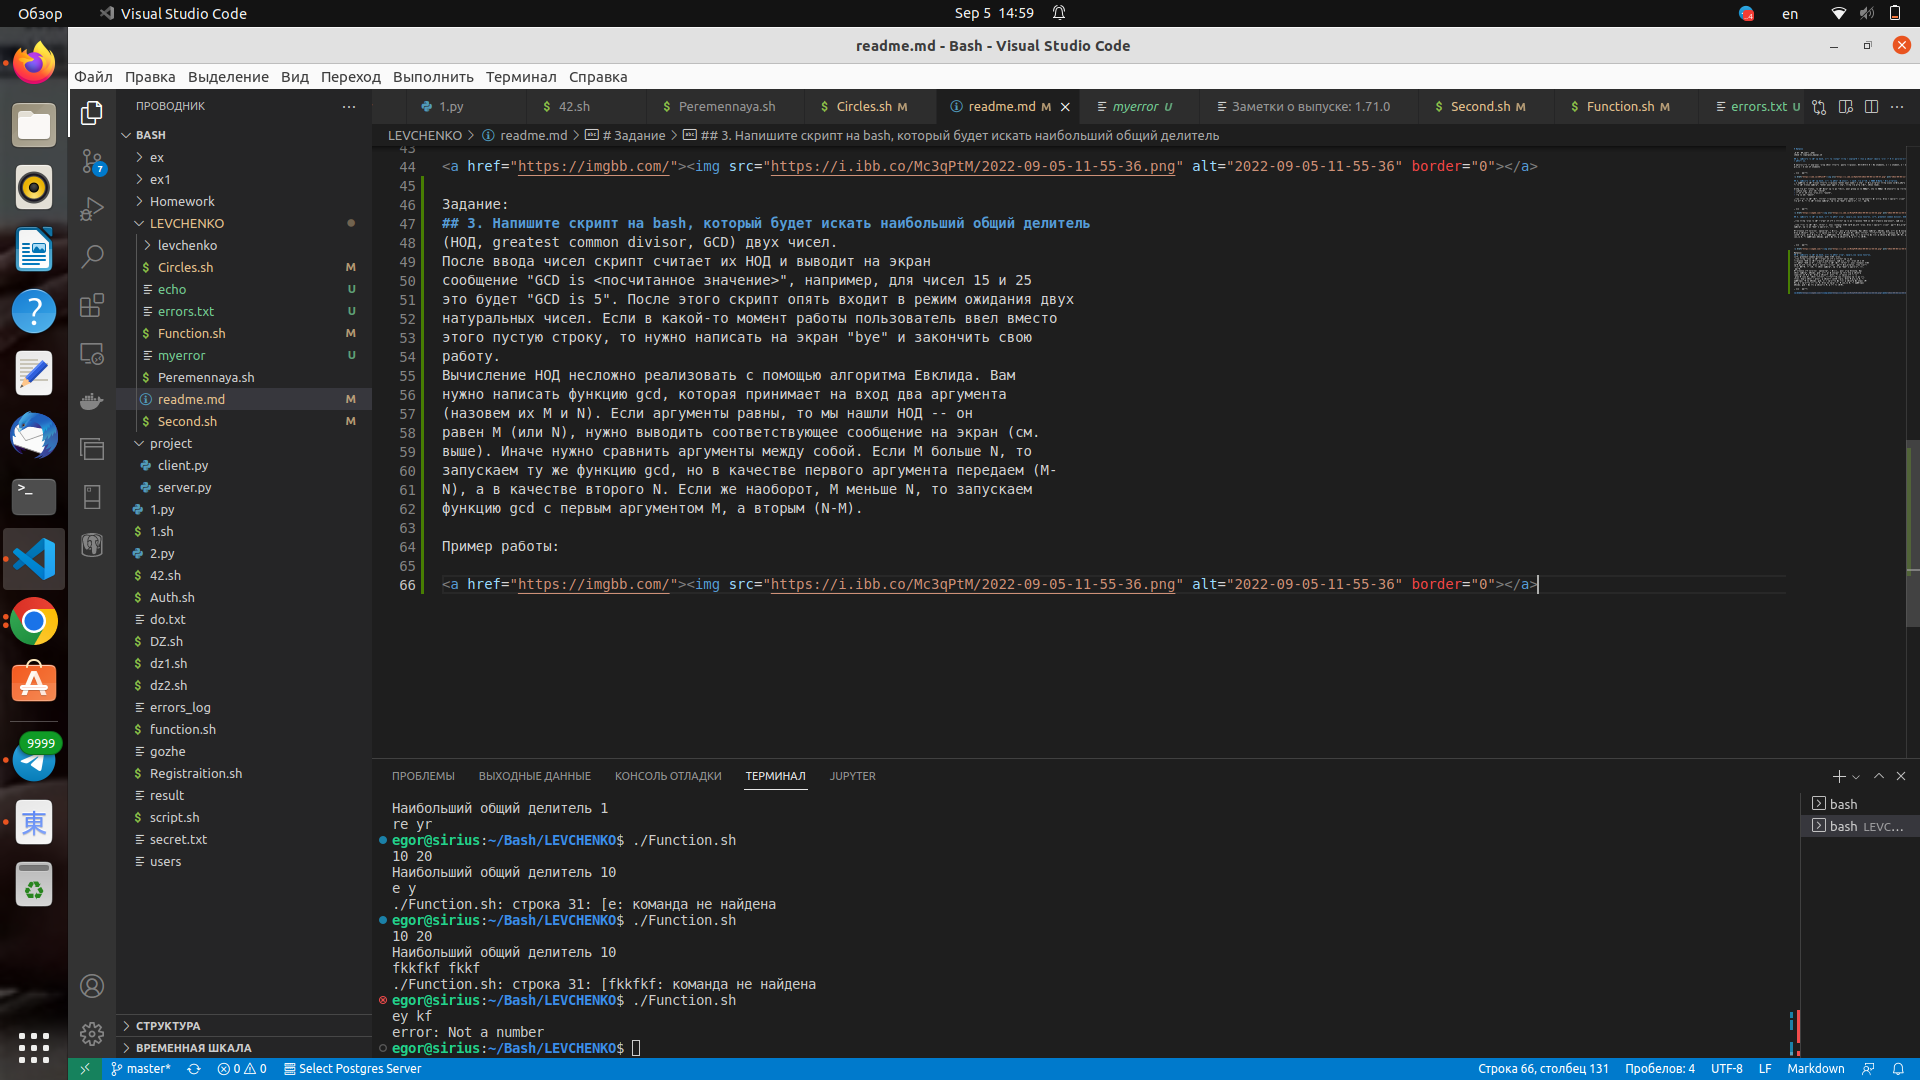 Обзор
Visual Studio Code
Sep 5 14:59
en
readme.md - Bash - Visual Studio Code
Файл Правка Выделение Вид Переход Выполнить Терминал Справка
ПРОВОДНИК
1.py
42.sh
Peremennaya.sh
Circles.sh M
readme.md M
myerror U
Заметки о выпуске: 1.71.0
Second.sh M
Function.sh M
errors.txt U
LEVCHENKO > readme.md > # Задание > ## 3. Напишите скрипт на bash, который будет искать наибольший общий делитель
BASH
ex
ex1
Homework
LEVCHENKO
levchenko
Circles.sh M
echo U
errors.txt U
Function.sh M
myerror U
Peremennaya.sh
readme.md M
Second.sh M
project
client.py
server.py
1.py
1.sh
2.py
42.sh
Auth.sh
do.txt
DZ.sh
dz1.sh
dz2.sh
errors_log
function.sh
gozhe
Registraition.sh
result
script.sh
secret.txt
users
СТРУКТУРА
ВРЕМЕННАЯ ШКАЛА
7
9999
東
43
44 <a href="https://imgbb.com/"><img src="https://i.ibb.co/Mc3qPtM/2022-09-05-11-55-36.png" alt="2022-09-05-11-55-36" border="0"></a>
45
46 Задание:
47 ## 3. Напишите скрипт на bash, который будет искать наибольший общий делитель
48 (НОД, greatest common divisor, GCD) двух чисел.
49 После ввода чисел скрипт считает их НОД и выводит на экран
50 сообщение "GCD is <посчитанное значение>", например, для чисел 15 и 25
51 это будет "GCD is 5". После этого скрипт опять входит в режим ожидания двух
52 натуральных чисел. Если в какой-то момент работы пользователь ввел вместо
53 этого пустую строку, то нужно написать на экран "bye" и закончить свою
54 работу.
55 Вычисление НОД несложно реализовать с помощью алгоритма Евклида. Вам
56 нужно написать функцию gcd, которая принимает на вход два аргумента
57 (назовем их M и N). Если аргументы равны, то мы нашли НОД -- он
58 равен M (или N), нужно выводить соответствующее сообщение на экран (см.
59 выше). Иначе нужно сравнить аргументы между собой. Если M больше N, то
60 запускаем ту же функцию gcd, но в качестве первого аргумента передаем (M-
61 N), а в качестве второго N. Если же наоборот, M меньше N, то запускаем
62 функцию gcd с первым аргументом M, а вторым (N-M).
63
64 Пример работы:
65
66 <a href="https://imgbb.com/"><img src="https://i.ibb.co/Mc3qPtM/2022-09-05-11-55-36.png" alt="2022-09-05-11-55-36" border="0"></a>
ПРОБЛЕМЫ ВЫХОДНЫЕ ДАННЫЕ КОНСОЛЬ ОТЛАДКИ ТЕРМИНАЛ JUPYTER
Наибольший общий делитель 1
re yr
egor@sirius:~/Bash/LEVCHENKO$ ./Function.sh
10 20
Наибольший общий делитель 10
e y
./Function.sh: строка 31: [e: команда не найдена
egor@sirius:~/Bash/LEVCHENKO$ ./Function.sh
10 20
Наибольший общий делитель 10
fkkfkf fkkf
./Function.sh: строка 31: [fkkfkf: команда не найдена
egor@sirius:~/Bash/LEVCHENKO$ ./Function.sh
ey kf
error: Not a number
egor@sirius:~/Bash/LEVCHENKO$
bash
bash LEVC...
master* 0 0 Select Postgres Server
Строка 66, столбец 131 Пробелов: 4 UTF-8 LF Markdown